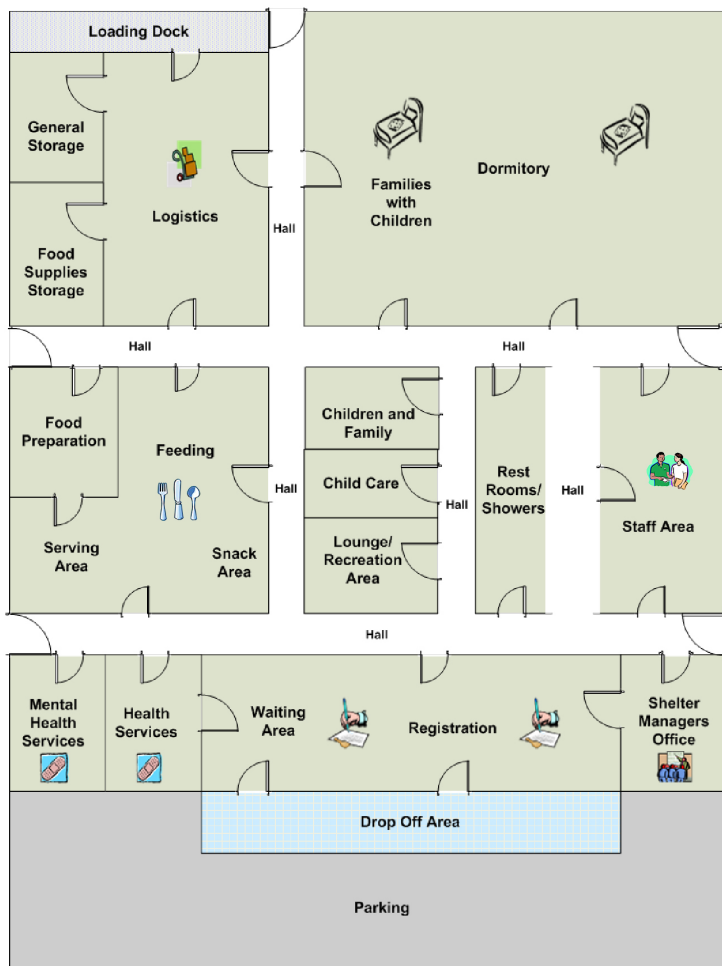 Loading Dock
General
Storage
Logistics
Food
Supplies
Storage
Hall
Families
with
Children
Dormitory
Hall
Hall
Food
Preparation
Feeding
Serving
Area
Snack
Area
Hall
Children and
Family
Child Care
Lounge/
Recreation
Area
Hall
Rest
Rooms/
Showers
Hall
Staff Area
Hall
Mental
Health
Services
Health
Services
Waiting
Area
Registration
Shelter
Managers
Office
Drop Off Area
Parking